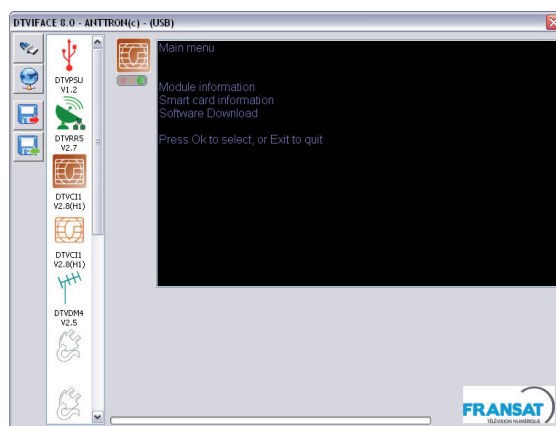 DTVIFACE 8.0 - ANTTRON(c) - (USB)
DTVPSU
V1.2
DTVRR5
V2.7
DTVCI1
V2.8(H1)
DTVCI1
V2.8(H1)
DTVDM4
V2.5
Main menu
Module information
Smart card information
Software Download
Press Ok to select, or Exit to quit
FRANSAT
TÉLÉVISION NUMÉRIQUE